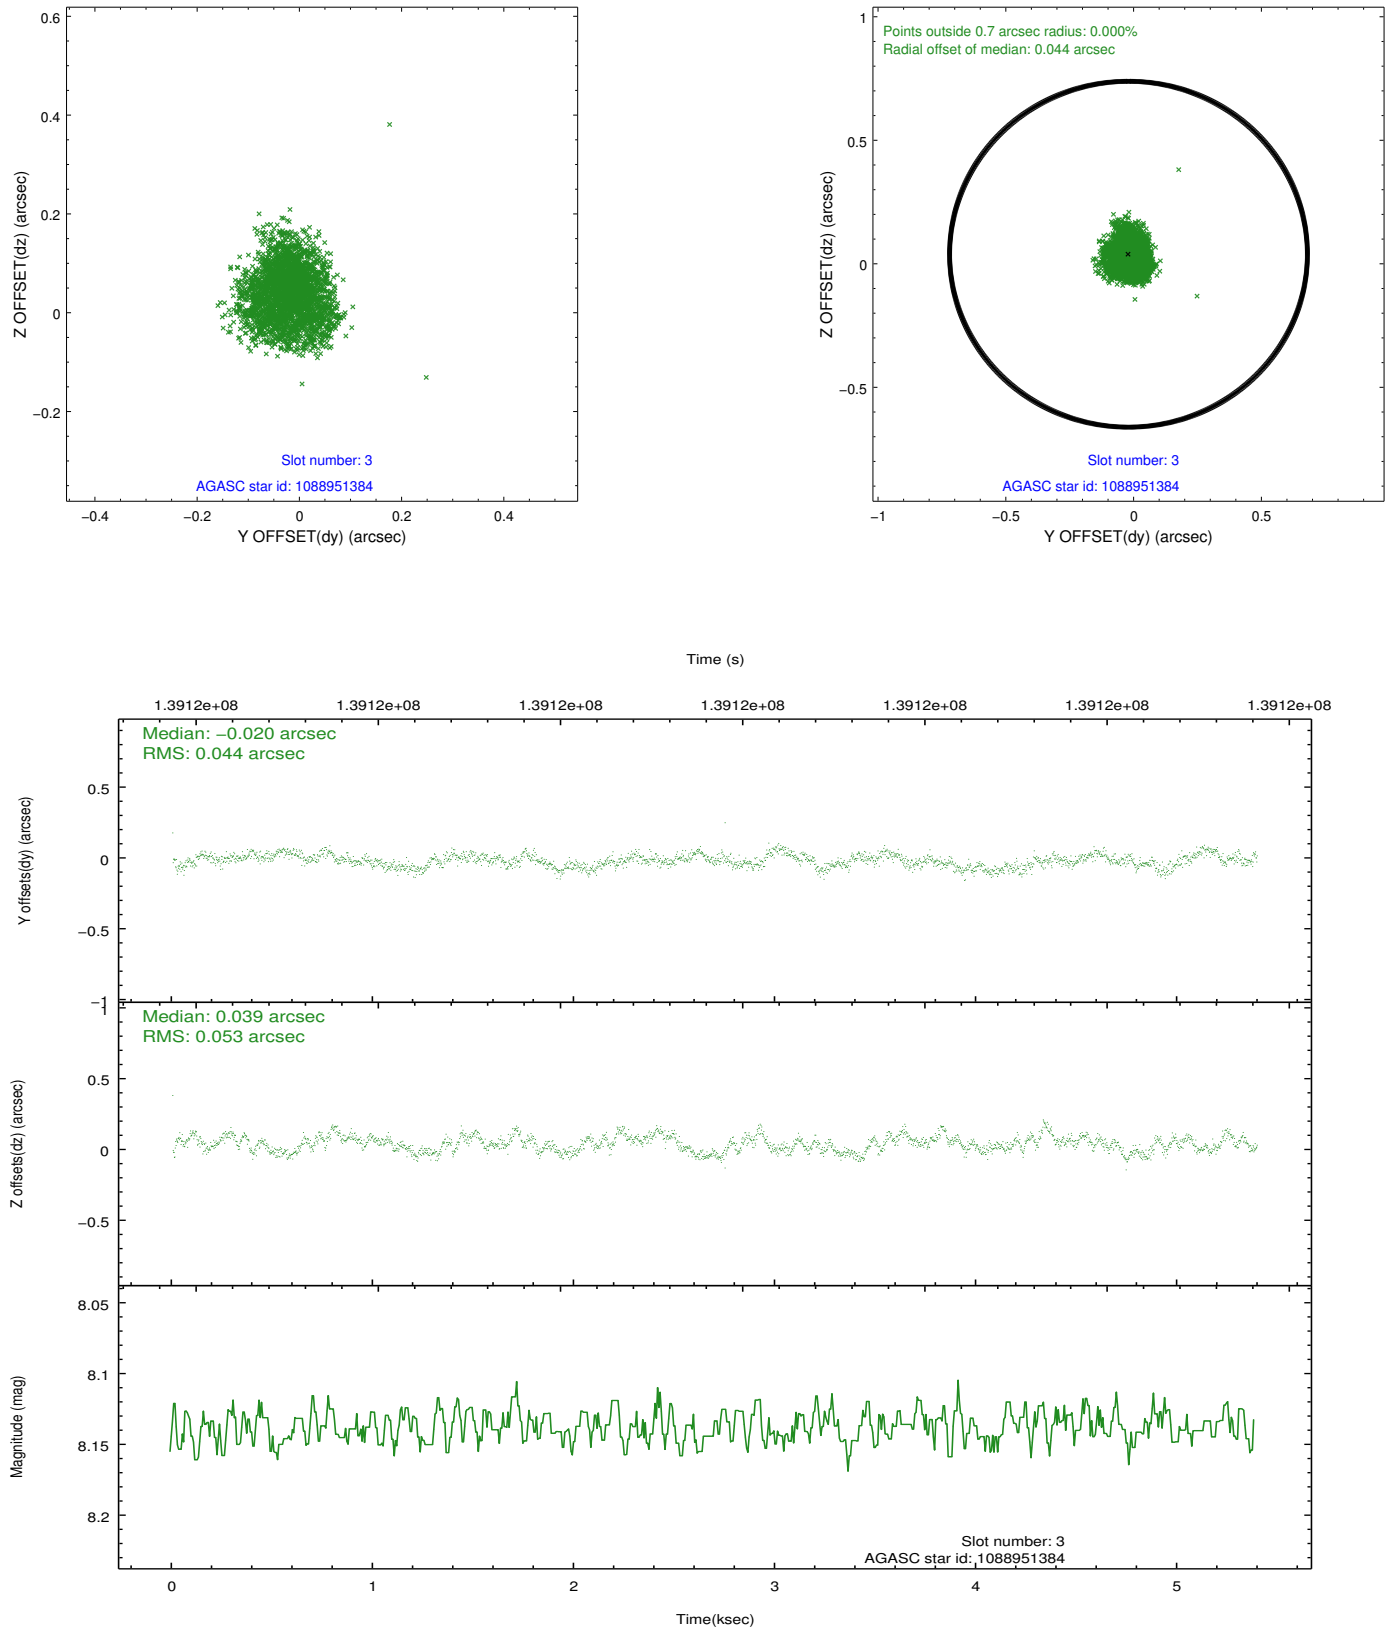 0.6
0.4
0.2
0
−0.2
−0.4
−0.2
0
0.2
0.4
Z OFFSET(dz) (arcsec)
Y OFFSET(dy) (arcsec)
Slot number: 3
AGASC star id: 1088951384
Points outside 0.7 arcsec radius: 0.000%
Radial offset of median: 0.044 arcsec
1
0.5
0
−0.5
−1
−0.5
0
0.5
Z OFFSET(dz) (arcsec)
Y OFFSET(dy) (arcsec)
Slot number: 3
AGASC star id: 1088951384
Time (s)
1.3912e+08 1.3912e+08 1.3912e+08 1.3912e+08 1.3912e+08 1.3912e+08 1.3912e+08
Median: −0.020 arcsec
RMS: 0.044 arcsec
0.5
0
−0.5
−1
Y offsets(dy) (arcsec)
Median: 0.039 arcsec
RMS: 0.053 arcsec
1
0.5
0
−0.5
Z offsets(dz) (arcsec)
8.05
8.1
8.15
8.2
Magnitude (mag)
Slot number: 3
AGASC star id: 1088951384
0 1 2 3 4 5
Time(ksec)